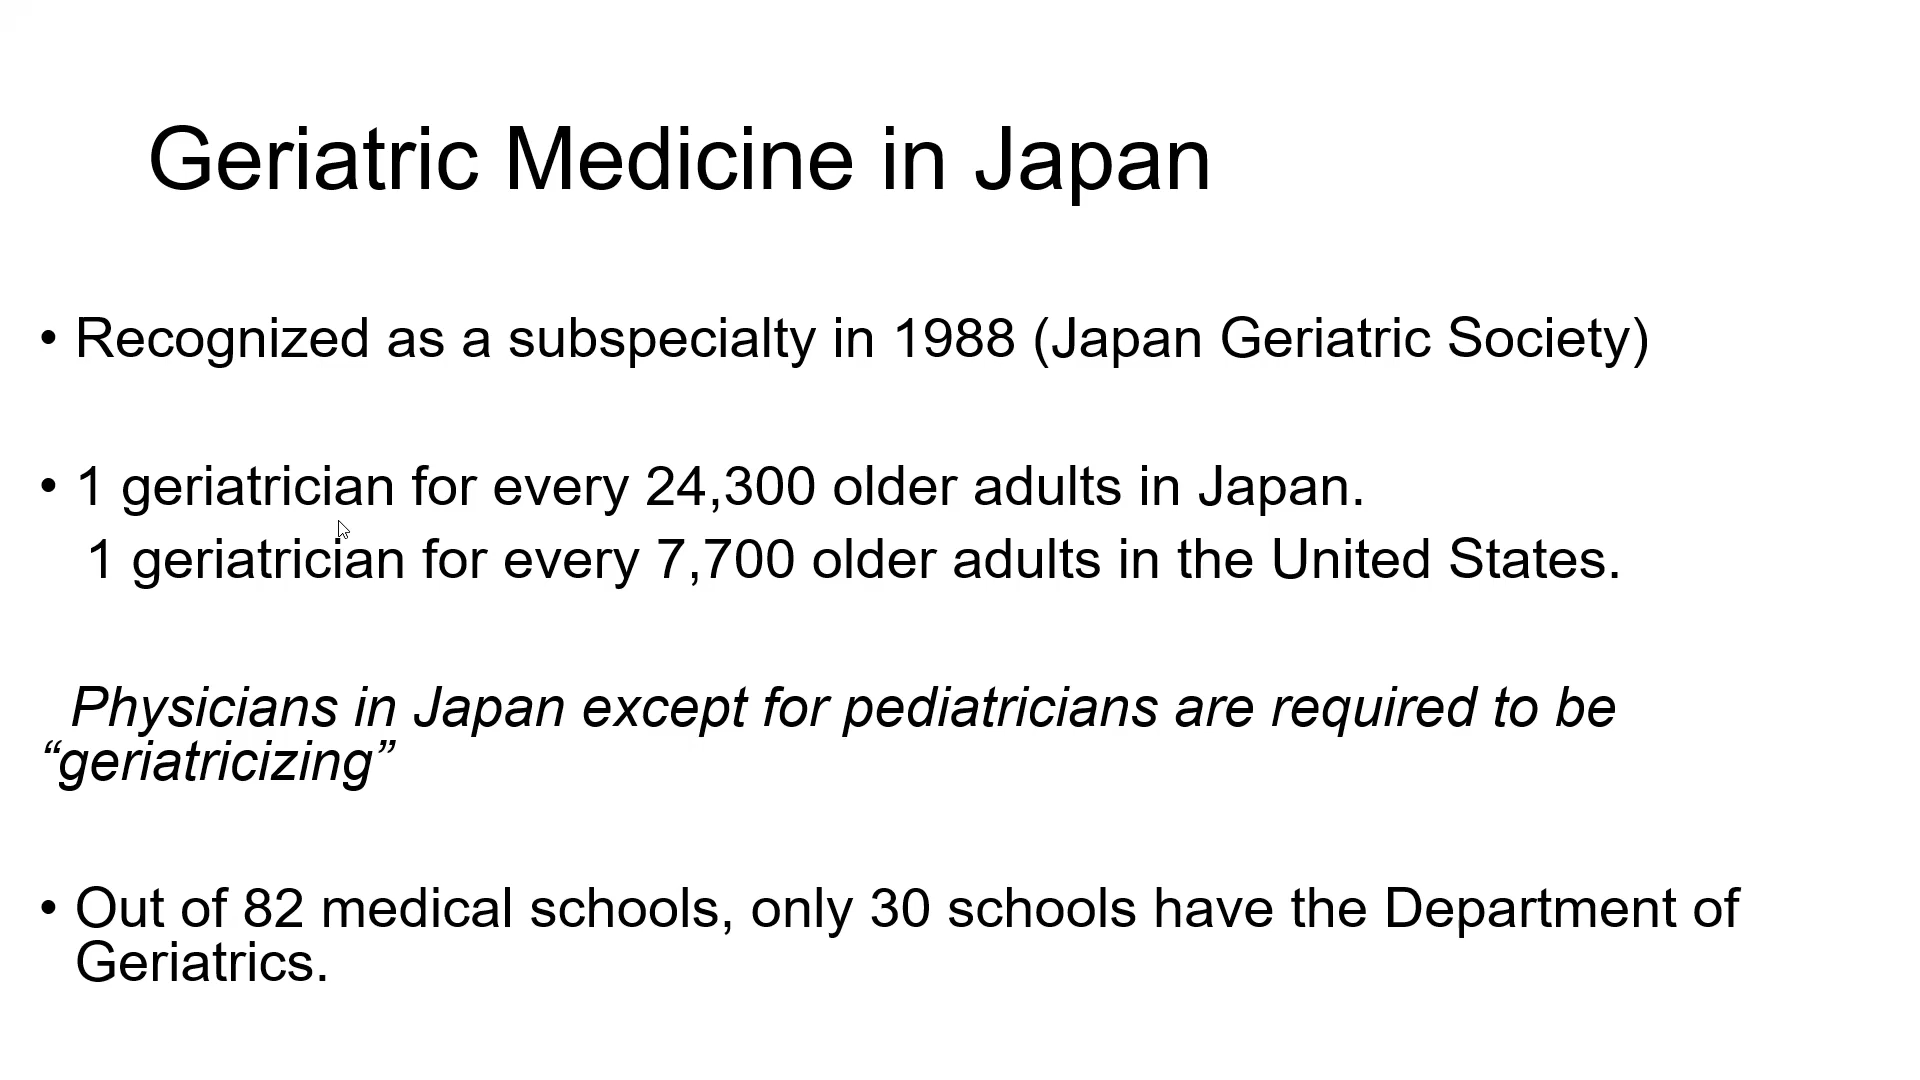 Geriatric Medicine in Japan
• Recognized as a subspecialty in 1988 (Japan Geriatric Society)
• 1 geriatrician for every 24,300 older adults in Japan.
1 geriatrician for every 7,700 older adults in the United States.
Physicians in Japan except for pediatricians are required to be
“geriatricizing”
• Out of 82 medical schools, only 30 schools have the Department of
Geriatrics.